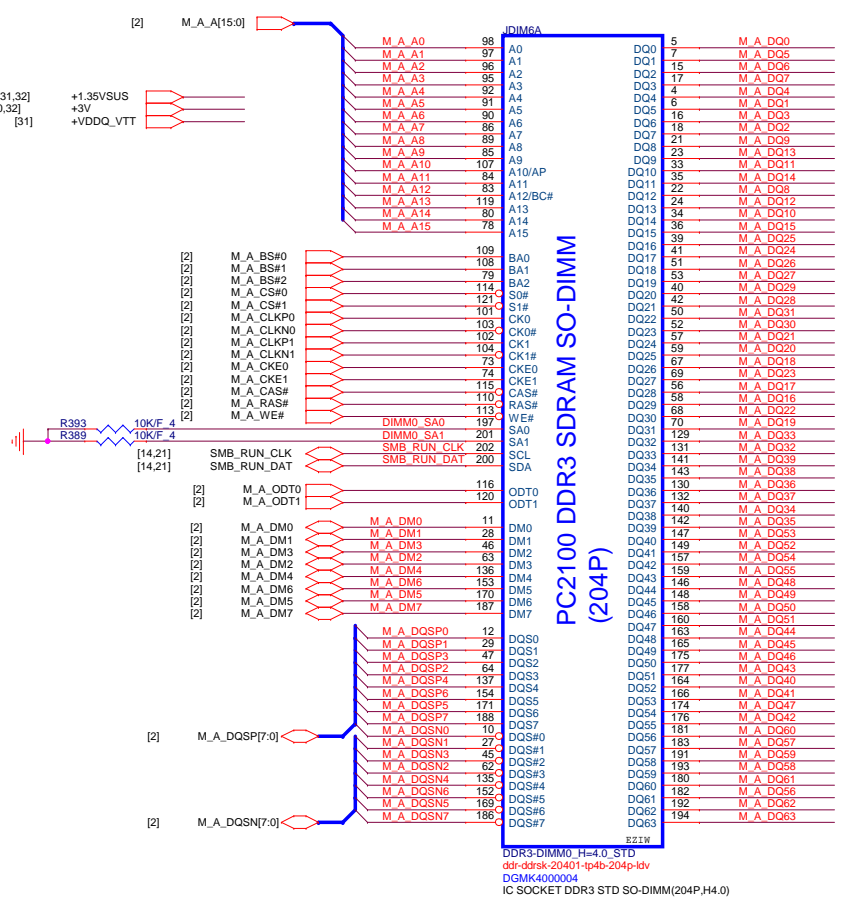 [2] M_A_A[15:0]
31,32] +1.35VSUS
0,32] +3V
[31] +VDDQ_VTT
JDIM6A
M_A_A0 98 A0
M_A_A1 97 A1
M_A_A2 96 A2
M_A_A3 95 A3
M_A_A4 92 A4
M_A_A5 91 A5
M_A_A6 90 A6
M_A_A7 86 A7
M_A_A8 89 A8
M_A_A9 85 A9
M_A_A10 107 A10/AP
M_A_A11 84 A11
M_A_A12 83 A12/BC#
M_A_A13 119 A13
M_A_A14 80 A14
M_A_A15 78 A15
[2] M_A_BS#0 109 BA0
[2] M_A_BS#1 108 BA1
[2] M_A_BS#2 79 BA2
[2] M_A_CS#0 114 S0#
[2] M_A_CS#1 121 S1#
[2] M_A_CLKP0 101 CK0
[2] M_A_CLKN0 103 CK0#
[2] M_A_CLKP1 102 CK1
[2] M_A_CLKN1 104 CK1#
[2] M_A_CKE0 73 CKE0
[2] M_A_CKE1 74 CKE1
[2] M_A_CAS# 115 CAS#
[2] M_A_RAS# 110 RAS#
[2] M_A_WE# 113 WE#
R393 10K/F_4 DIMM0_SA0 197 SA0
R389 10K/F_4 DIMM0_SA1 201 SA1
[14,21] SMB_RUN_CLK SMB_RUN_CLK 202 SCL
[14,21] SMB_RUN_DAT SMB_RUN_DAT 200 SDA
[2] M_A_ODT0 116 ODT0
[2] M_A_ODT1 120 ODT1
[2] M_A_DM0 M_A_DM0 11 DM0
[2] M_A_DM1 M_A_DM1 28 DM1
[2] M_A_DM3 M_A_DM3 46 DM2
[2] M_A_DM2 M_A_DM2 63 DM3
[2] M_A_DM4 M_A_DM4 136 DM4
[2] M_A_DM6 M_A_DM6 153 DM5
[2] M_A_DM5 M_A_DM5 170 DM6
[2] M_A_DM7 M_A_DM7 187 DM7
M_A_DQSP0 12 DQS0
M_A_DQSP1 29 DQS1
M_A_DQSP3 47 DQS2
M_A_DQSP2 64 DQS3
M_A_DQSP4 137 DQS4
M_A_DQSP6 154 DQS5
M_A_DQSP5 171 DQS6
M_A_DQSP7 188 DQS7
[2] M_A_DQSP[7:0]
M_A_DQSN0 10 DQS#0
M_A_DQSN1 27 DQS#1
M_A_DQSN3 45 DQS#2
M_A_DQSN2 62 DQS#3
M_A_DQSN4 135 DQS#4
M_A_DQSN6 152 DQS#5
M_A_DQSN5 169 DQS#6
M_A_DQSN7 186 DQS#7
[2] M_A_DQSN[7:0]
PC2100 DDR3 SDRAM SO-DIMM
(204P)
DQ0 5 M_A_DQ0
DQ1 7 M_A_DQ5
DQ2 15 M_A_DQ6
DQ3 17 M_A_DQ7
DQ4 4 M_A_DQ4
DQ5 6 M_A_DQ1
DQ6 16 M_A_DQ3
DQ7 18 M_A_DQ2
DQ8 21 M_A_DQ9
DQ9 23 M_A_DQ13
DQ10 33 M_A_DQ11
DQ11 35 M_A_DQ14
DQ12 22 M_A_DQ8
DQ13 24 M_A_DQ12
DQ14 34 M_A_DQ10
DQ15 36 M_A_DQ15
DQ16 39 M_A_DQ25
DQ17 41 M_A_DQ24
DQ18 51 M_A_DQ26
DQ19 53 M_A_DQ27
DQ20 40 M_A_DQ29
DQ21 42 M_A_DQ28
DQ22 50 M_A_DQ31
DQ23 52 M_A_DQ30
DQ24 57 M_A_DQ21
DQ25 59 M_A_DQ20
DQ26 67 M_A_DQ18
DQ27 69 M_A_DQ23
DQ28 56 M_A_DQ17
DQ29 58 M_A_DQ16
DQ30 68 M_A_DQ22
DQ31 70 M_A_DQ19
DQ32 129 M_A_DQ33
DQ33 131 M_A_DQ32
DQ34 141 M_A_DQ39
DQ35 143 M_A_DQ38
DQ36 130 M_A_DQ36
DQ37 132 M_A_DQ37
DQ38 140 M_A_DQ34
DQ39 142 M_A_DQ35
DQ40 147 M_A_DQ53
DQ41 149 M_A_DQ52
DQ42 157 M_A_DQ54
DQ43 159 M_A_DQ55
DQ44 146 M_A_DQ48
DQ45 148 M_A_DQ49
DQ46 158 M_A_DQ50
DQ47 160 M_A_DQ51
DQ48 163 M_A_DQ44
DQ49 165 M_A_DQ45
DQ50 175 M_A_DQ46
DQ51 177 M_A_DQ43
DQ52 164 M_A_DQ40
DQ53 166 M_A_DQ41
DQ54 174 M_A_DQ47
DQ55 176 M_A_DQ42
DQ56 181 M_A_DQ60
DQ57 183 M_A_DQ57
DQ58 191 M_A_DQ59
DQ59 193 M_A_DQ58
DQ60 180 M_A_DQ61
DQ61 182 M_A_DQ56
DQ62 192 M_A_DQ62
DQ63 194 M_A_DQ63
EZIW
DDR3-DIMM0_H=4.0_STD
ddr-ddrsk-20401-tp4b-204p-ldv
DGMK4000004
IC SOCKET DDR3 STD SO-DIMM(204P,H4.0)